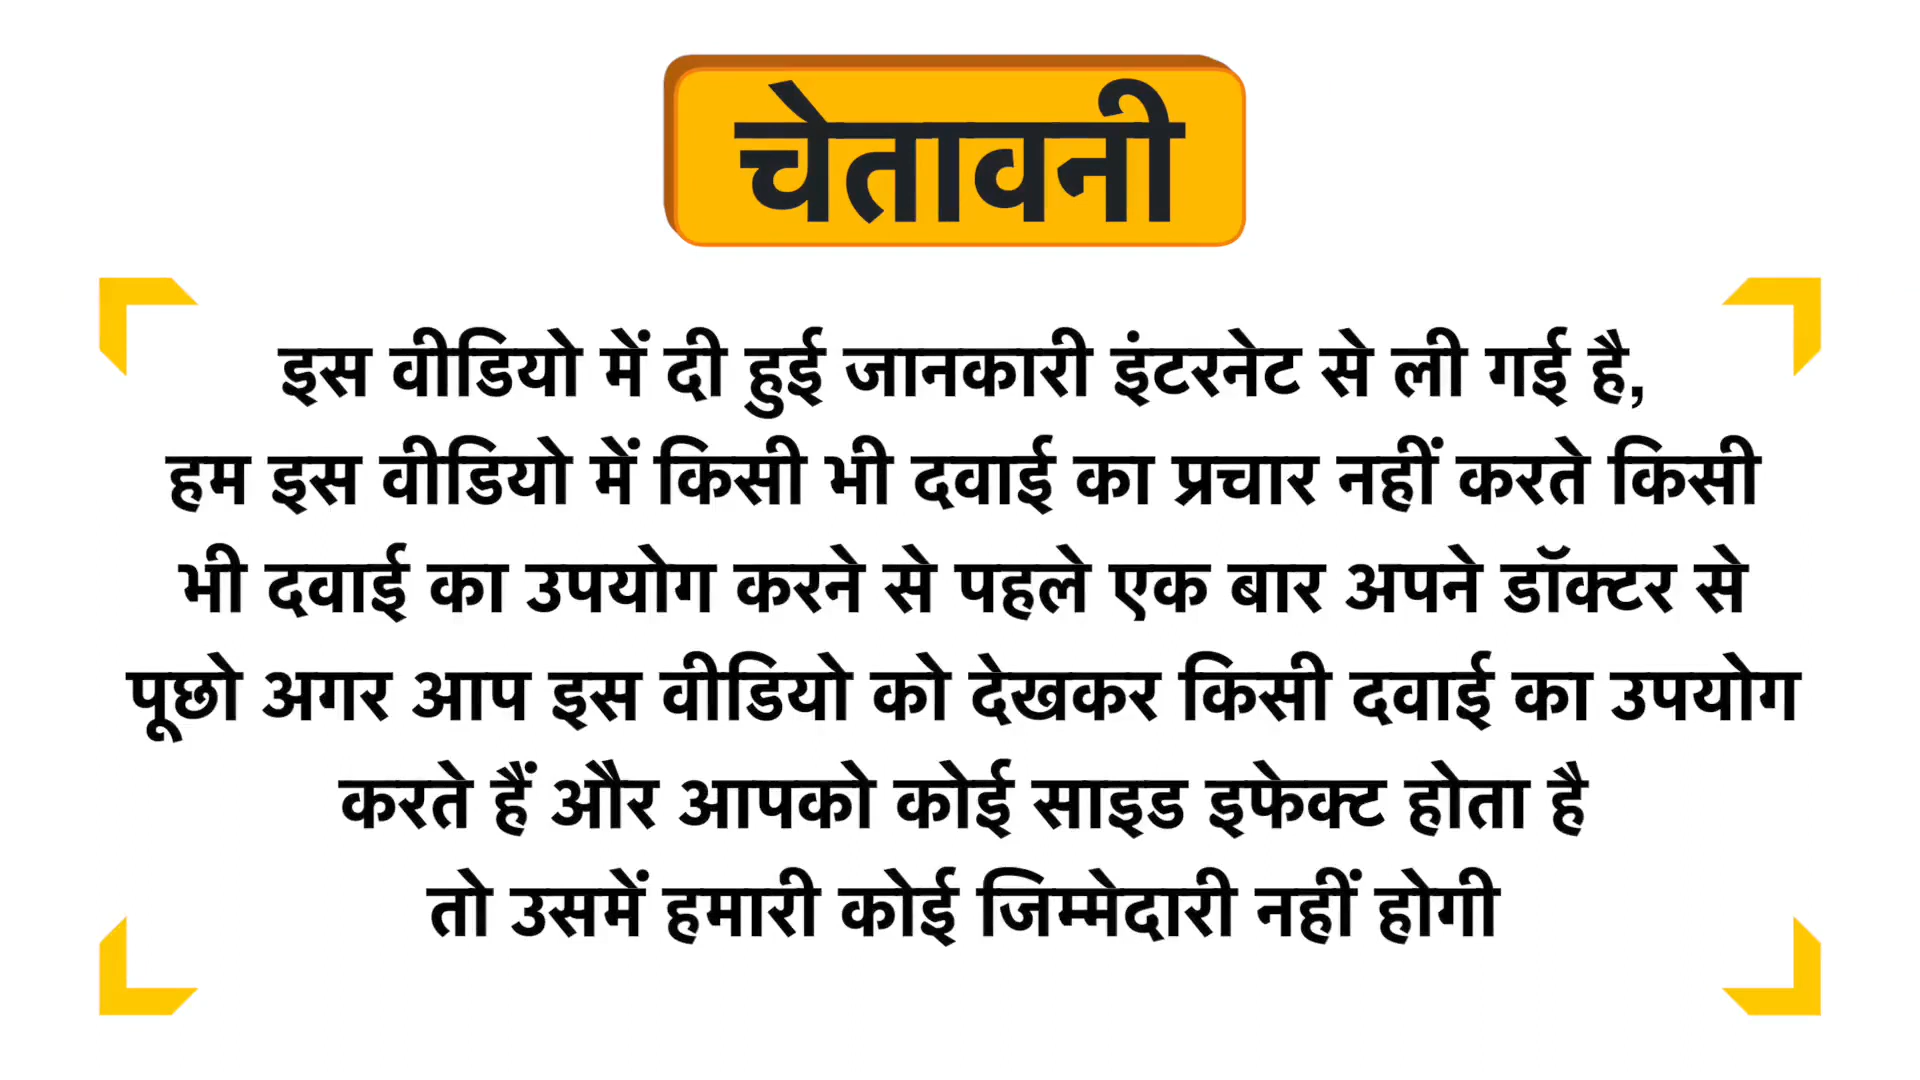 चेतावनी
इस वीडियो में दी हुई जानकारी इंटरनेट से ली गई है,
हम इस वीडियो में किसी भी दवाई का प्रचार नहीं करते किसी
भी दवाई का उपयोग करने से पहले एक बार अपने डॉक्टर से
पूछो अगर आप इस वीडियो को देखकर किसी दवाई का उपयोग
करते हैं और आपको कोई साइड इफेक्ट होता है
तो उसमें हमारी कोई जिम्मेदारी नहीं होगी